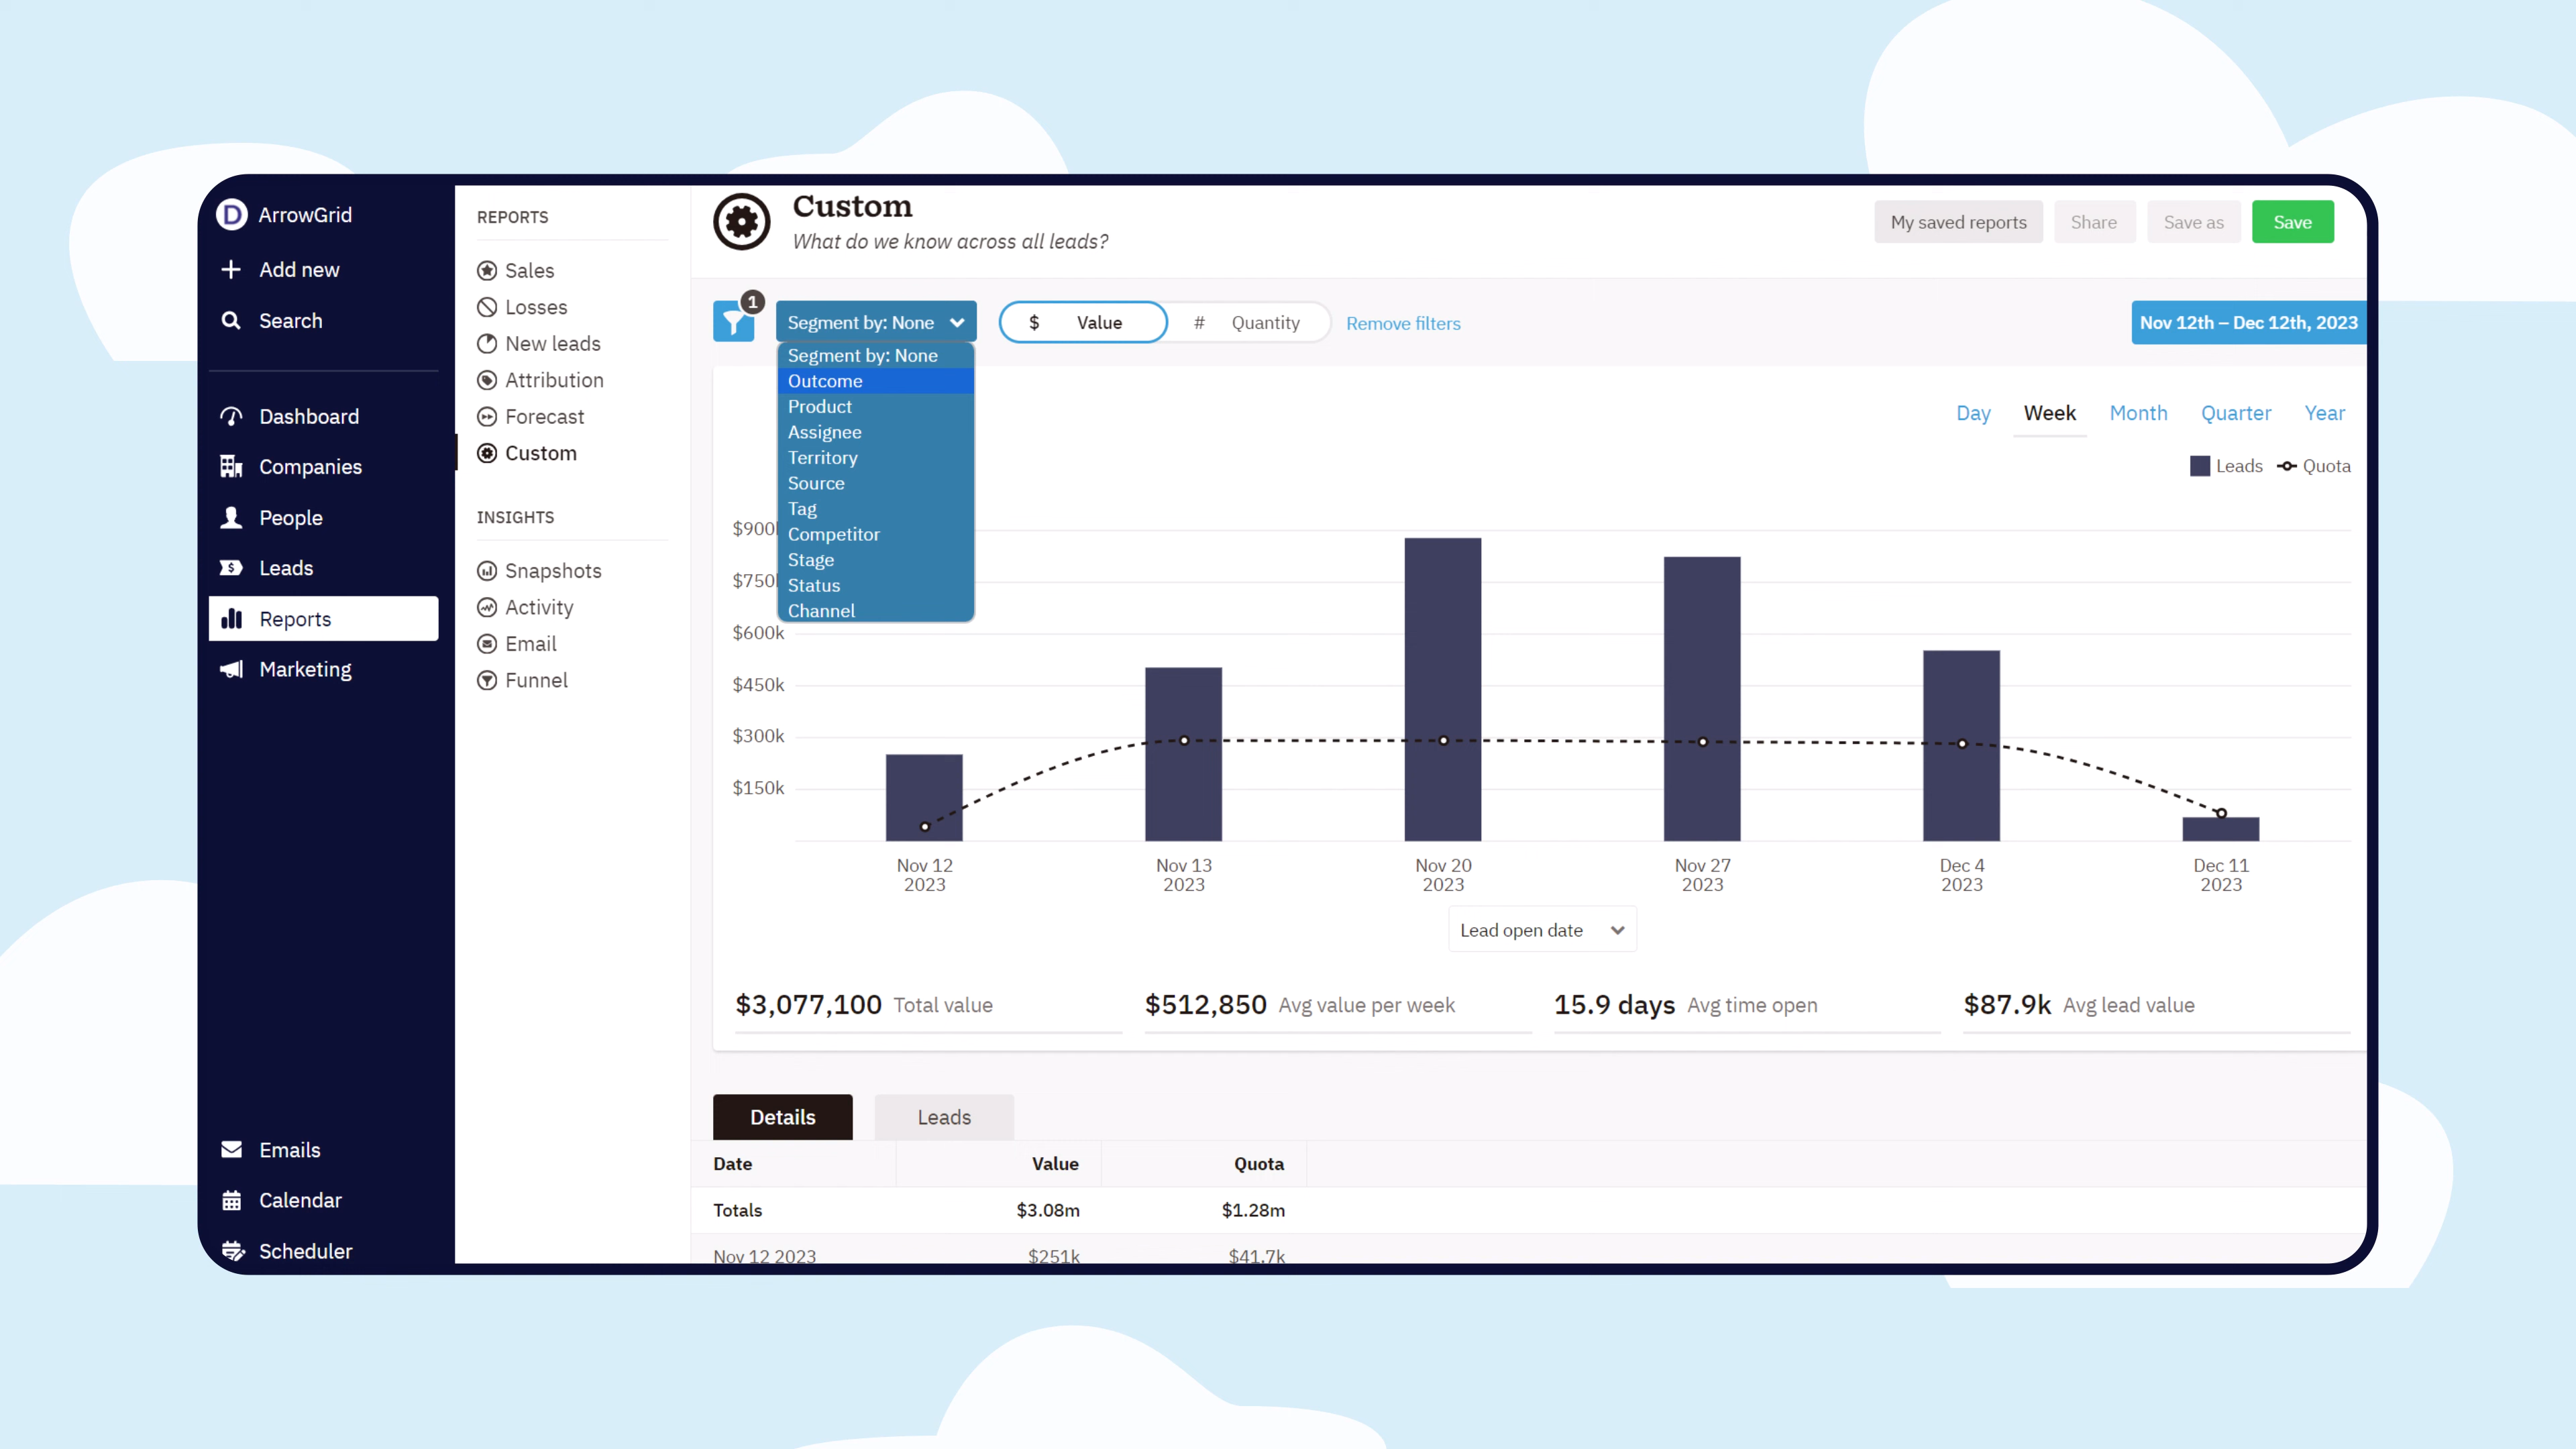 D ArrowGrid
Add new
Search
Dashboard
Companies
People
Leads
Reports
Marketing
Emails
Calendar
Scheduler
REPORTS
Sales
Losses
New leads
Attribution
Forecast
Custom
INSIGHTS
Snapshots
Activity
Email
Funnel
Custom
What do we know across all leads?
My saved reports
Share
Save as
Save
1
Segment by: None
$ Value
# Quantity
Remove filters
Nov 12th – Dec 12th, 2023
Segment by: None
Outcome
Product
Assignee
Territory
Source
Tag
Competitor
Stage
Status
Channel
Day Week Month Quarter Year
Leads Quota
$900k
$750k
$600k
$450k
$300k
$150k
Nov 12
2023
Nov 13
2023
Nov 20
2023
Nov 27
2023
Dec 4
2023
Dec 11
2023
Lead open date
$3,077,100 Total value
$512,850 Avg value per week
15.9 days Avg time open
$87.9k Avg lead value
Details
Leads
Date Value Quota
Totals $3.08m $1.28m
Nov 12 2023 $251k $41.7k